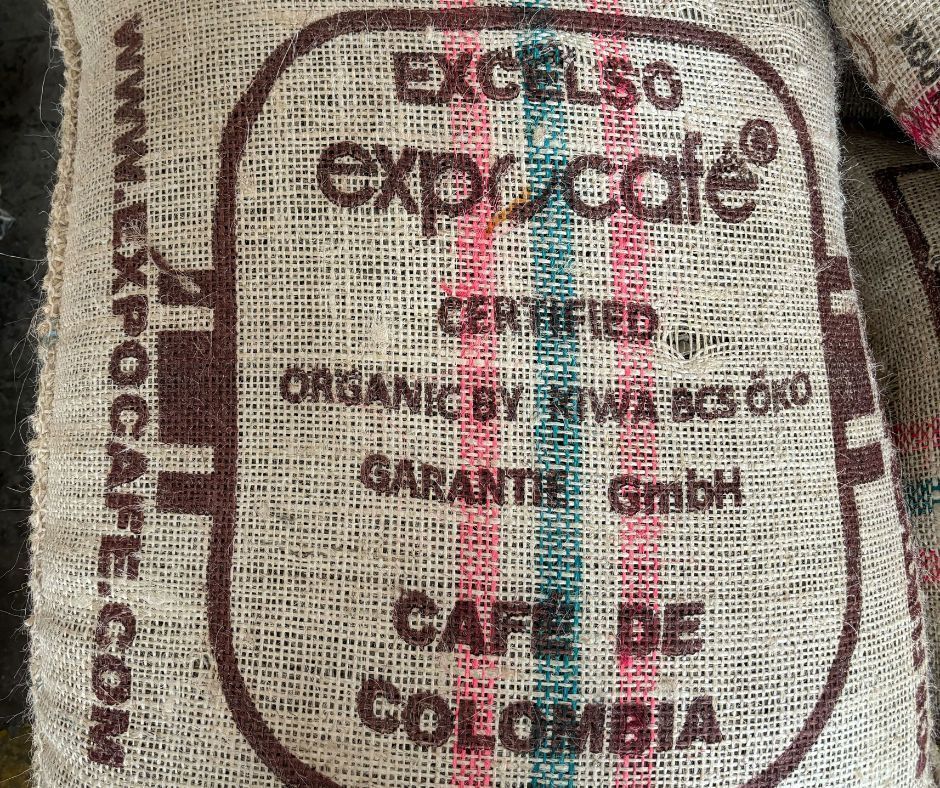 EXCELSO
expocafé®
CERTIFIED
ORGANIC BY KIWA BCS ÖKO
GARANTIE GmbH
CAFÉ DE
COLOMBIA
WWW.EXPOCAFE.COM